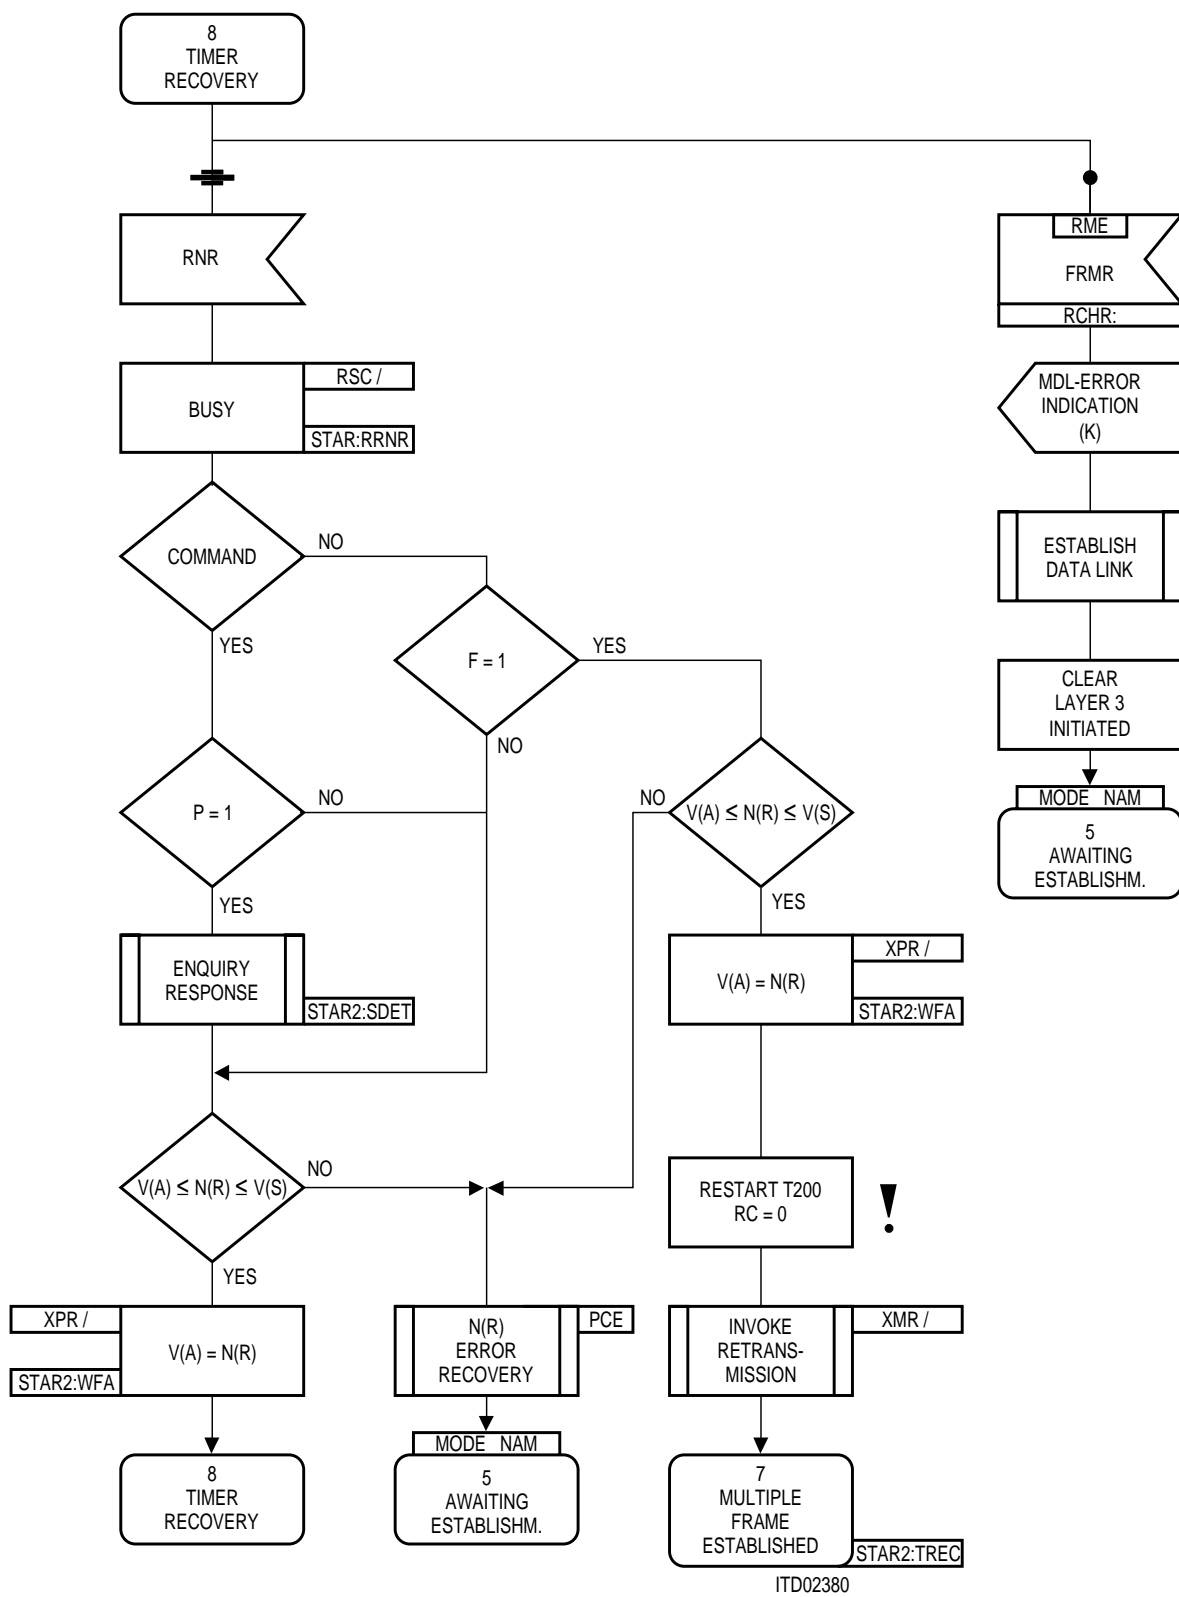 8
TIMER
RECOVERY
RNR
RME
FRMR
RCHR:
BUSY
RSC /
STAR:RRNR
MDL-ERROR
INDICATION
(K)
COMMAND
NO
YES
ESTABLISH
DATA LINK
F = 1
YES
NO
CLEAR
LAYER 3
INITIATED
P = 1
NO
YES
NO
V(A) ≤ N(R) ≤ V(S)
YES
MODE NAM
5
AWAITING
ESTABLISHM.
ENQUIRY
RESPONSE
STAR2:SDET
V(A) = N(R)
XPR /
STAR2:WFA
V(A) ≤ N(R) ≤ V(S)
NO
YES
RESTART T200
RC = 0
!
XPR /
V(A) = N(R)
STAR2:WFA
N(R)
ERROR
RECOVERY
PCE
INVOKE
RETRANS-
MISSION
XMR /
8
TIMER
RECOVERY
MODE NAM
5
AWAITING
ESTABLISHM.
7
MULTIPLE
FRAME
ESTABLISHED
STAR2:TREC
ITD02380